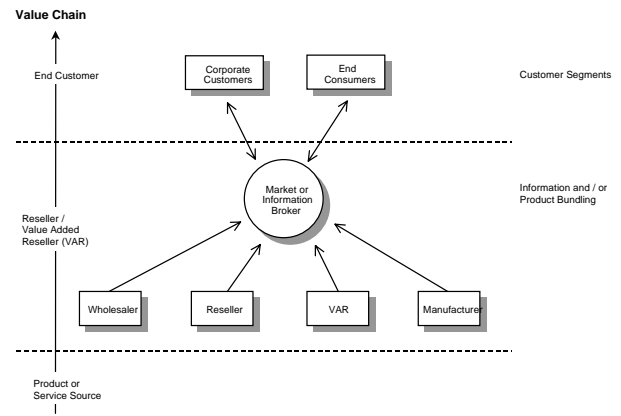 Value Chain
End Customer
Corporate
Customers
End
Consumers
Customer Segments
Market or
Information
Broker
Information and / or
Product Bundling
Reseller /
Value Added
Reseller (VAR)
Wholesaler
Reseller
VAR
Manufacturer
Product or
Service Source